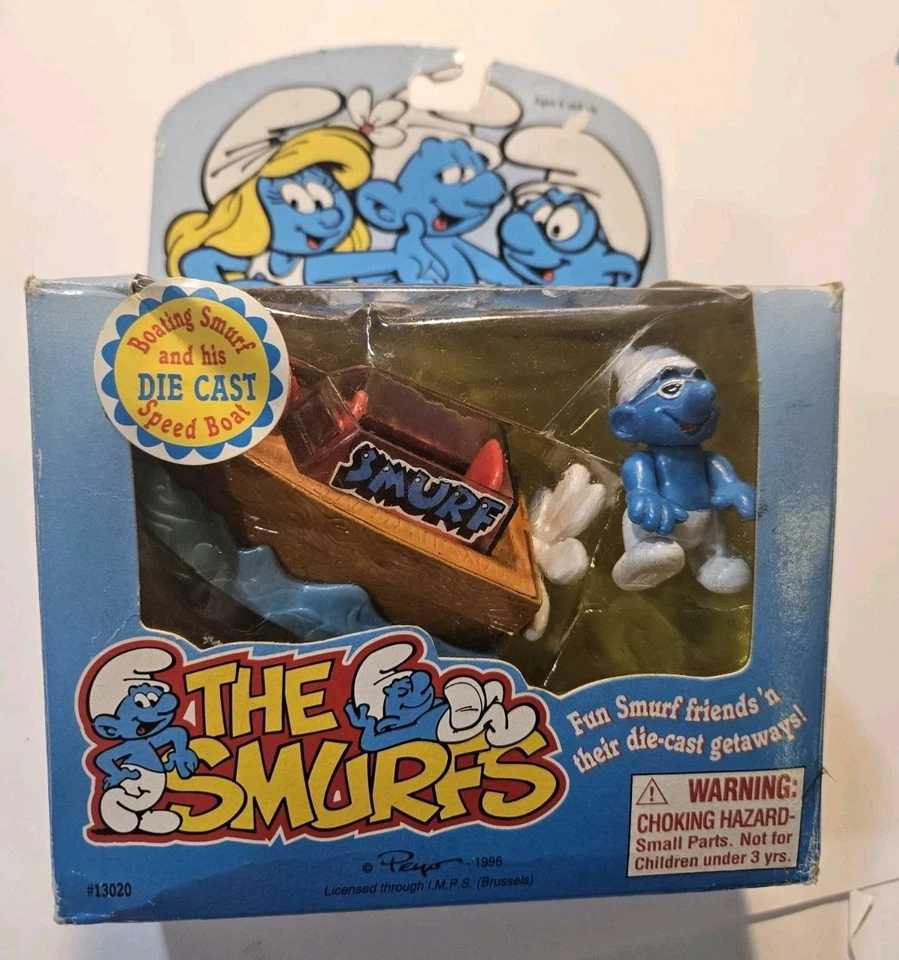 Boating Smurf
and his
DIE CAST
Speed Boat
SMURF
THE
SMURFS
Fun Smurf friends 'n
their die-cast getaways!
WARNING:
CHOKING HAZARD-
Small Parts. Not for
Children under 3 yrs.
© Peyo - 1996
Licensed through I.M.P.S. (Brussels)
#13020